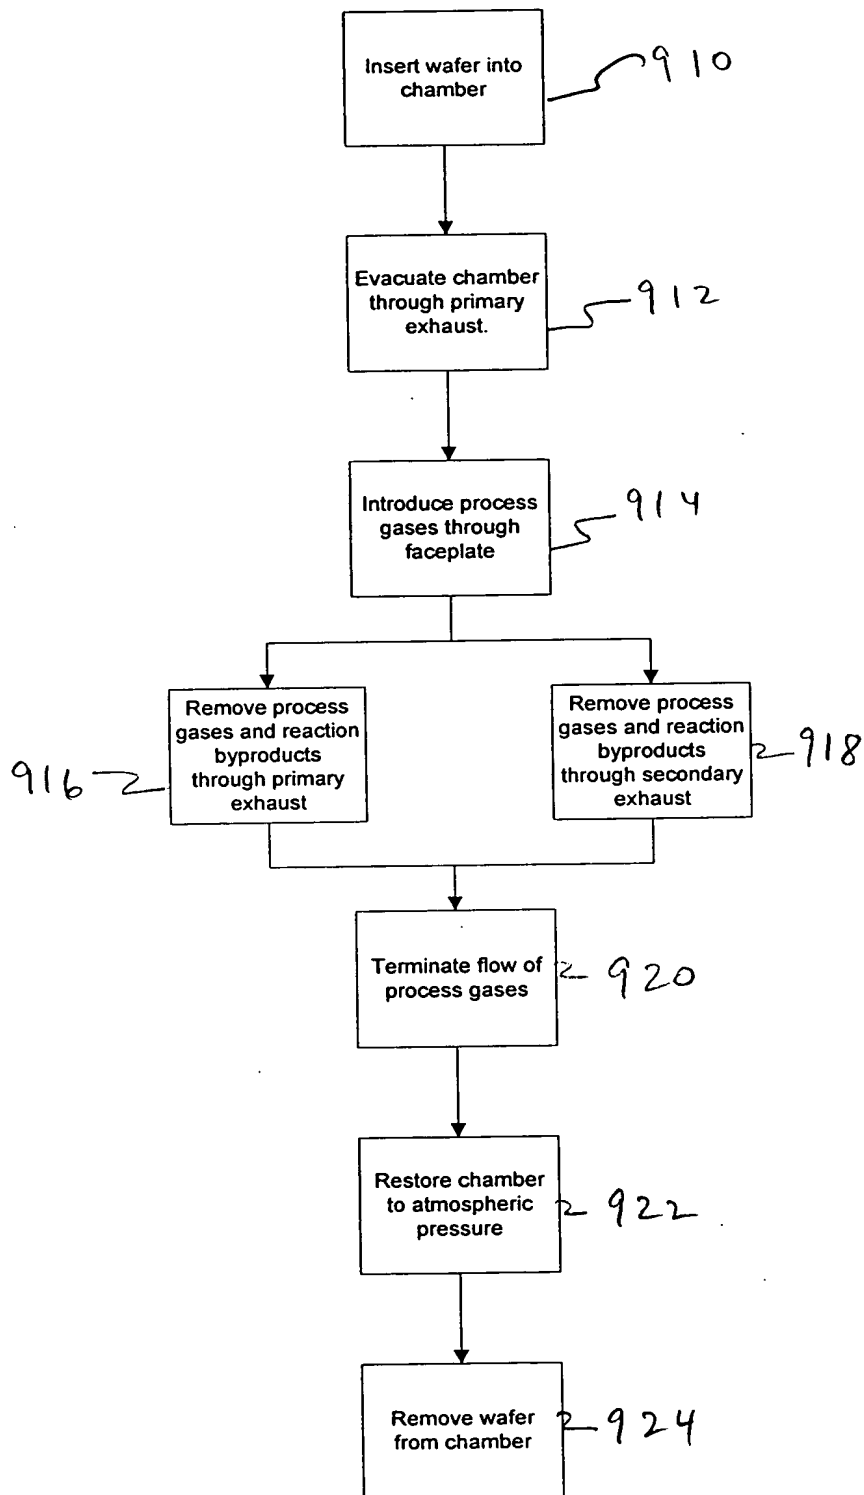 Insert wafer into
chamber
910
Evacuate chamber
through primary
exhaust.
912
Introduce process
gases through
faceplate
914
Remove process
gases and reaction
byproducts
through primary
exhaust
916
Remove process
gases and reaction
byproducts
through secondary
exhaust
918
Terminate flow of
process gases
920
Restore chamber
to atmospheric
pressure
922
Remove wafer
from chamber
924